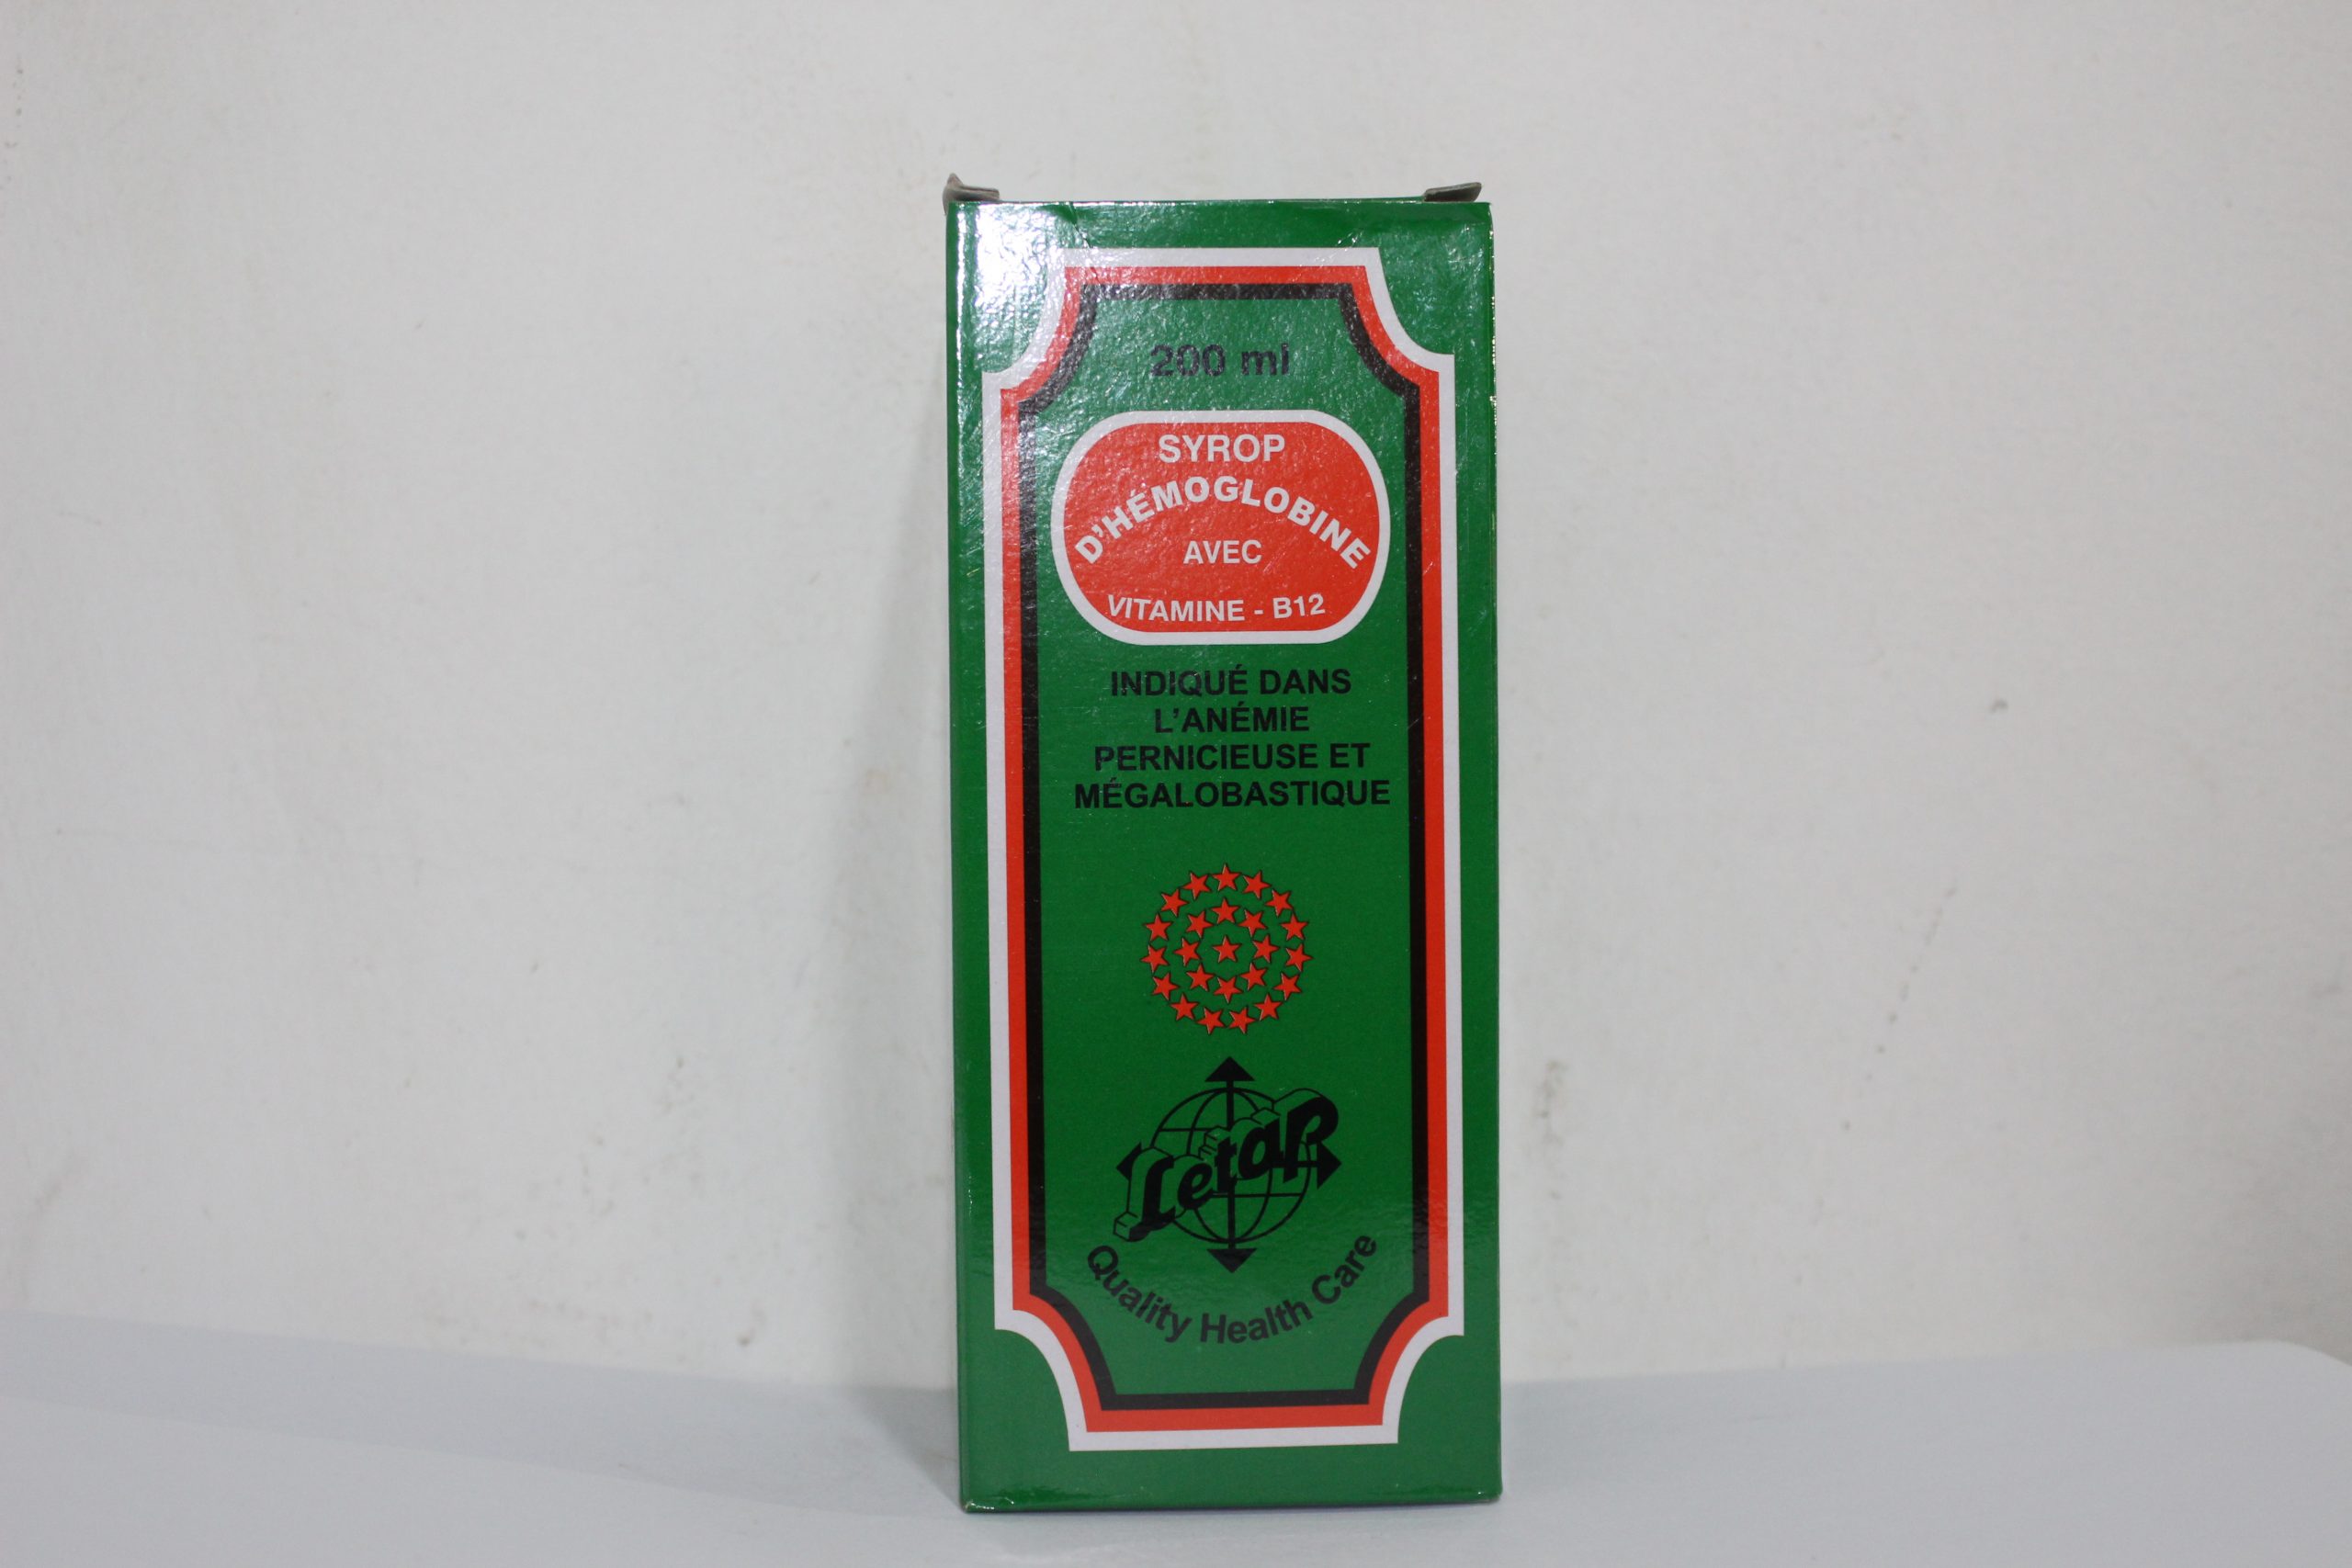 200 ml
SYROP
D'HÉMOGLOBINE
AVEC
VITAMINE - B12
INDIQUÉ DANS
L'ANÉMIE
PERNICIEUSE ET
MÉGALOBASTIQUE
Letap
Quality Health Care